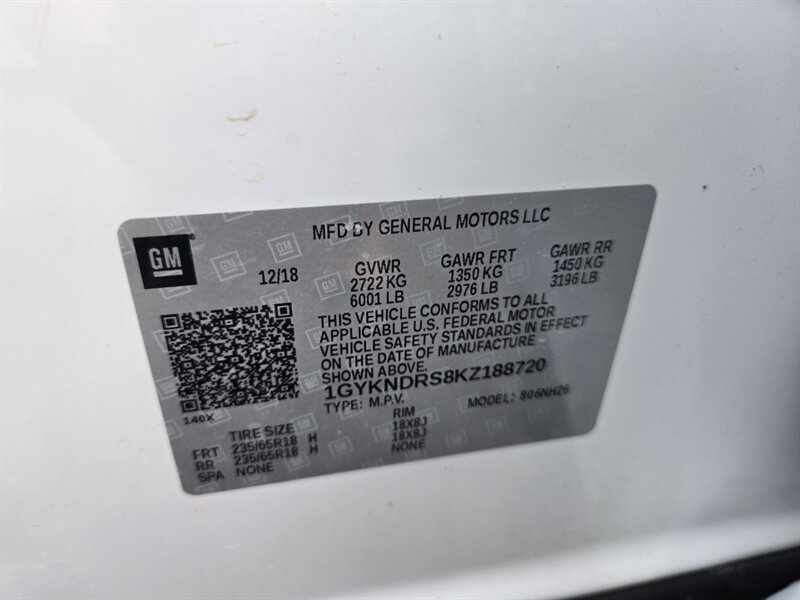 MFD BY GENERAL MOTORS LLC
GM
12/18 GVWR GAWR FRT GAWR RR
2722 KG 1350 KG 1450 KG
6001 LB 2976 LB 3196 LB
THIS VEHICLE CONFORMS TO ALL
APPLICABLE U.S. FEDERAL MOTOR
VEHICLE SAFETY STANDARDS IN EFFECT
ON THE DATE OF MANUFACTURE
SHOWN ABOVE.
1GYKNDRS8KZ188720
TYPE: M.P.V. MODEL: 806NH26
140X
TIRE SIZE RIM
FRT 235/65R18 H 18X8J
RR 235/65R18 H 18X8J
SPA NONE NONE